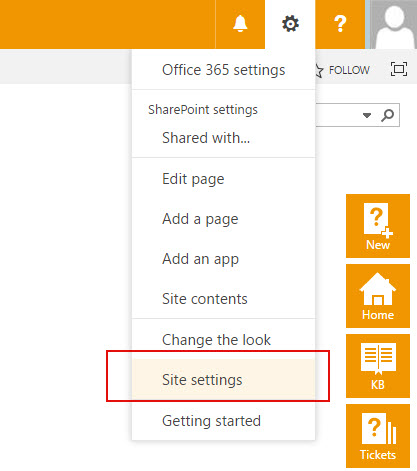 ?
Office 365 settings
FOLLOW
SharePoint settings
Shared with...
Edit page
Add a page
Add an app
Site contents
Change the look
Site settings
Getting started
?
New
Home
KB
?
Tickets